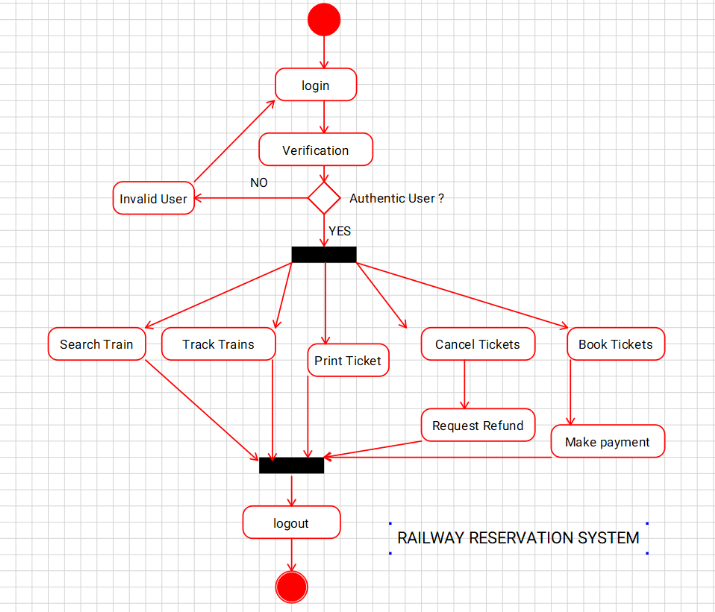 login
Verification
NO
Invalid User
Authentic User ?
YES
Search Train
Track Trains
Print Ticket
Cancel Tickets
Book Tickets
Request Refund
Make payment
logout
RAILWAY RESERVATION SYSTEM